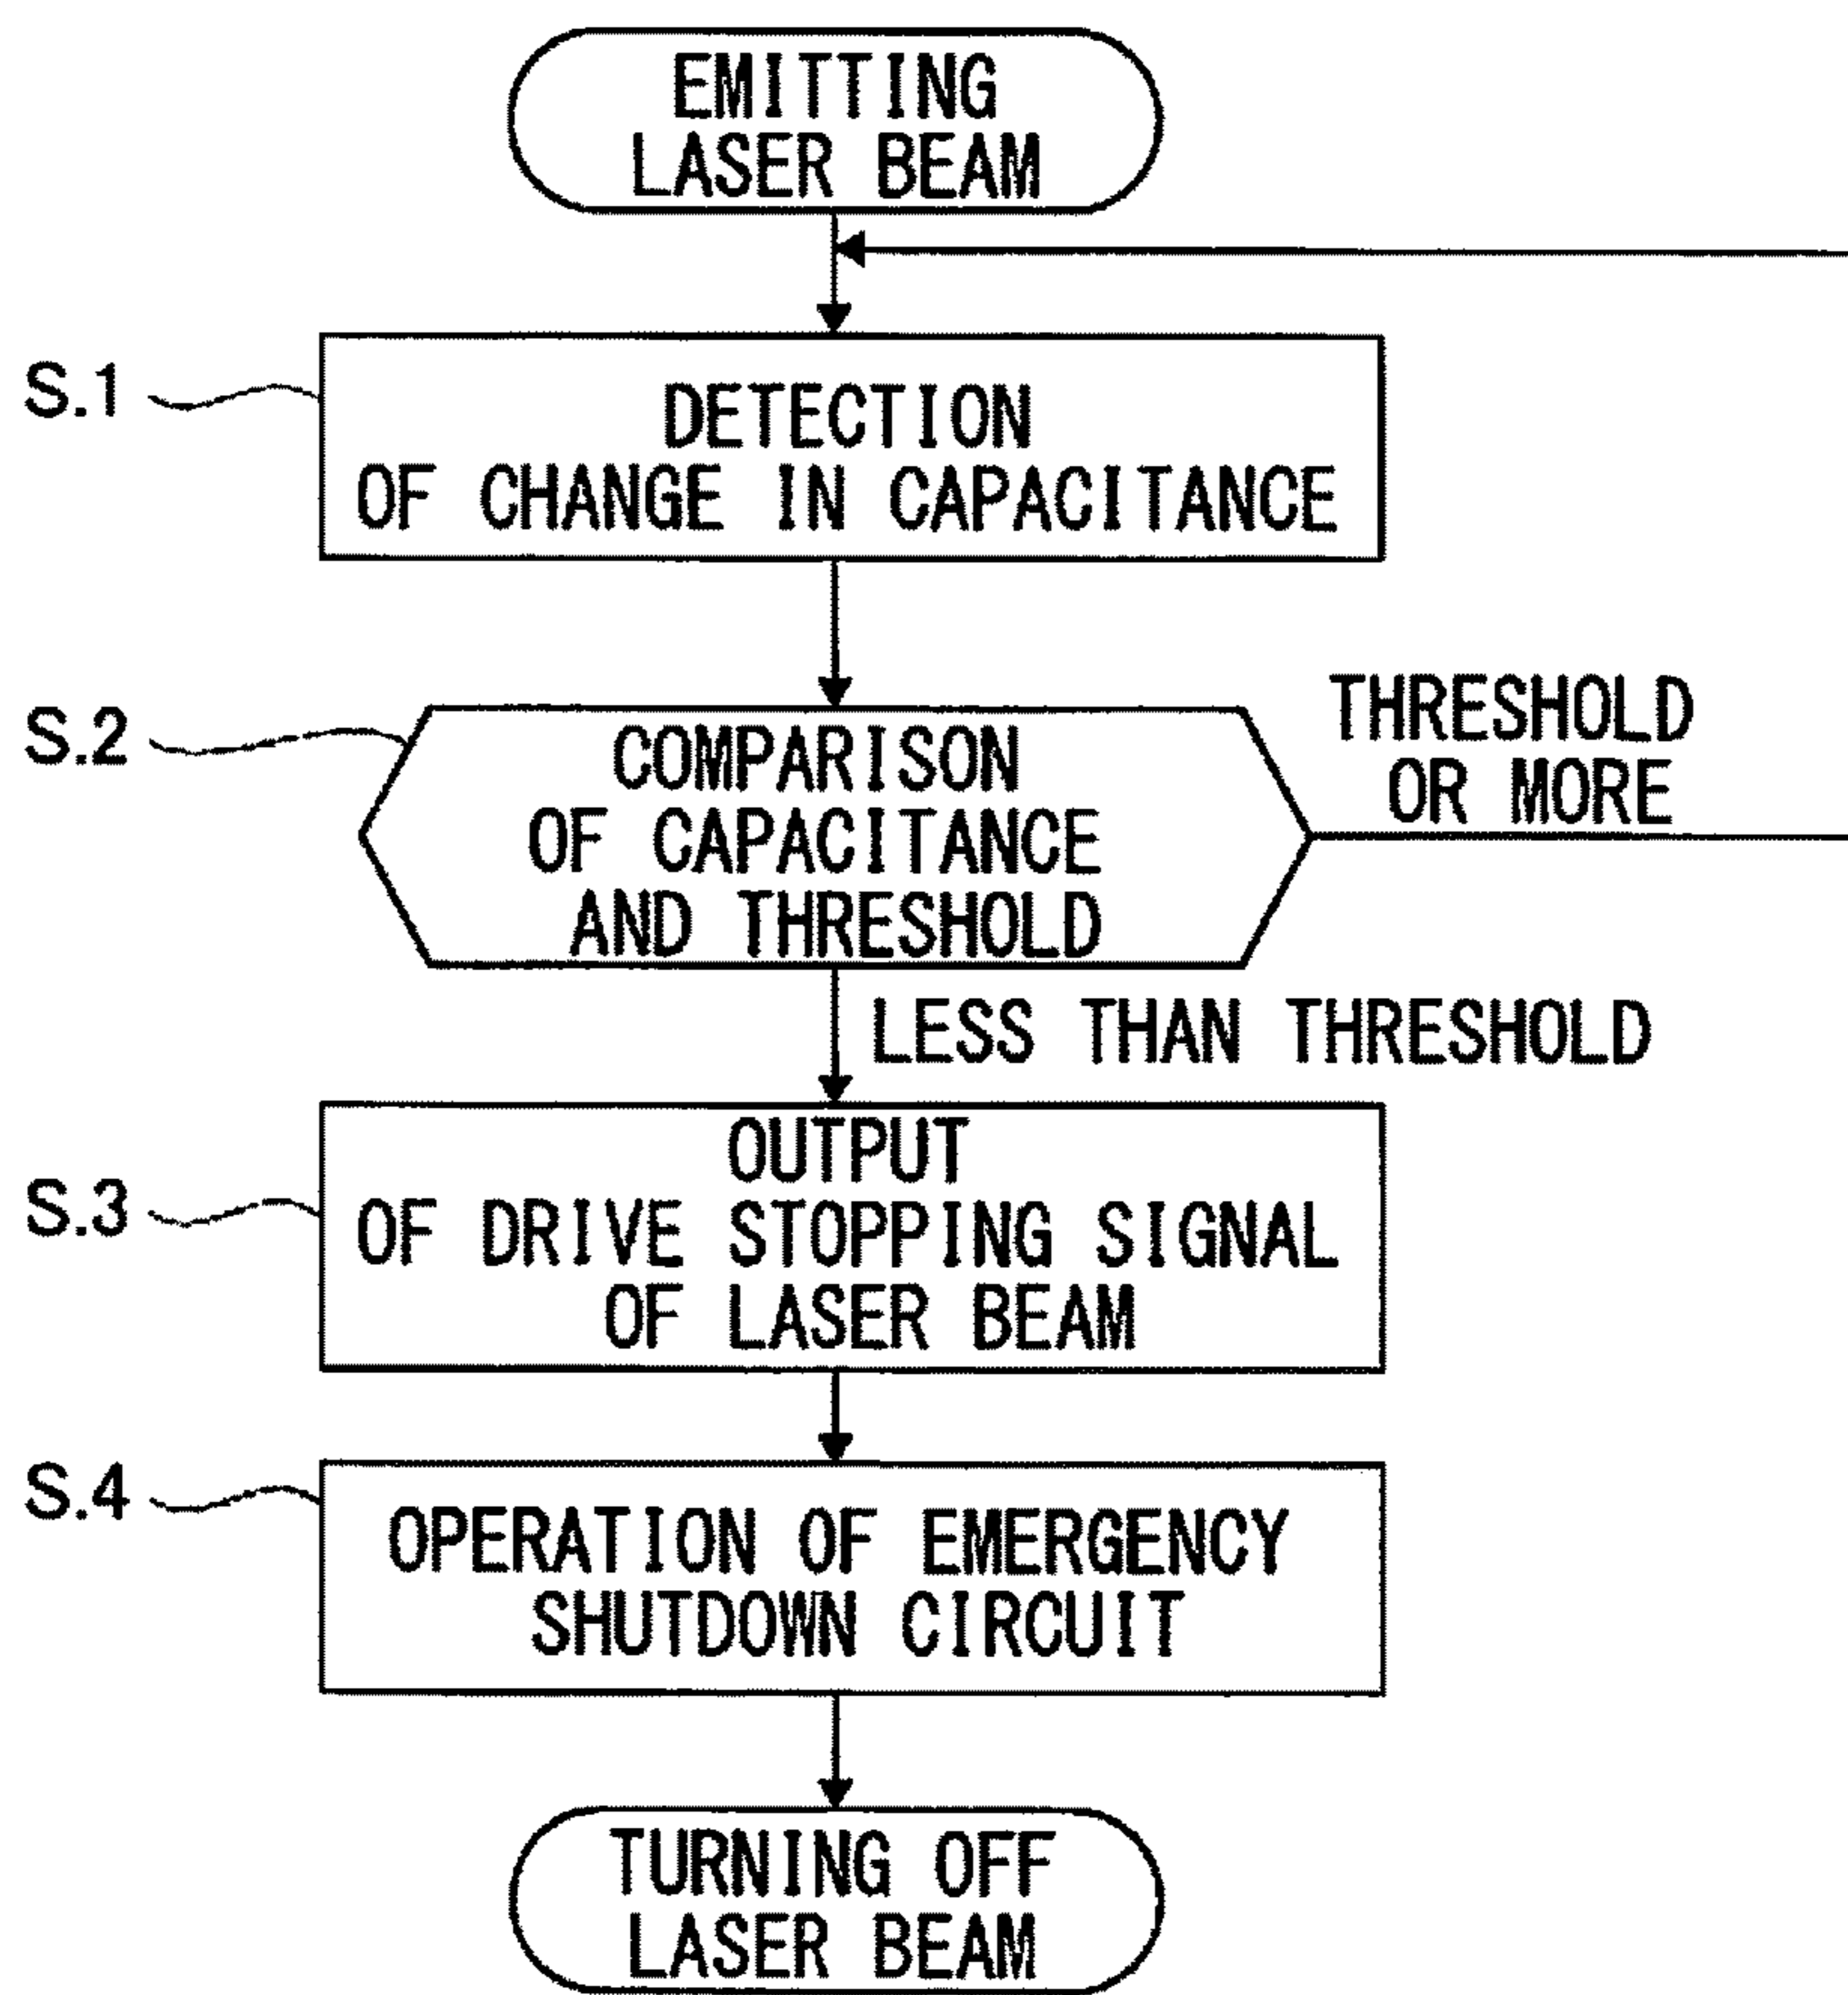 EMITTING
LASER BEAM
S.1
DETECTION
OF CHANGE IN CAPACITANCE
S.2
COMPARISON
OF CAPACITANCE
AND THRESHOLD
THRESHOLD
OR MORE
LESS THAN THRESHOLD
S.3
OUTPUT
OF DRIVE STOPPING SIGNAL
OF LASER BEAM
S.4
OPERATION OF EMERGENCY
SHUTDOWN CIRCUIT
TURNING OFF
LASER BEAM